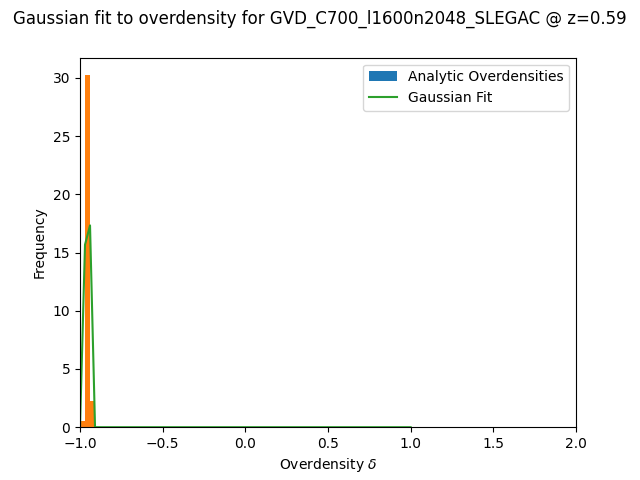 Gaussian fit to overdensity for GVD_C700_l1600n2048_SLEGAC @ z=0.59
Analytic Overdensities
Gaussian Fit
Frequency
30
25
20
15
10
5
0
−1.0 −0.5 0.0 0.5 1.0 1.5 2.0
Overdensity δ